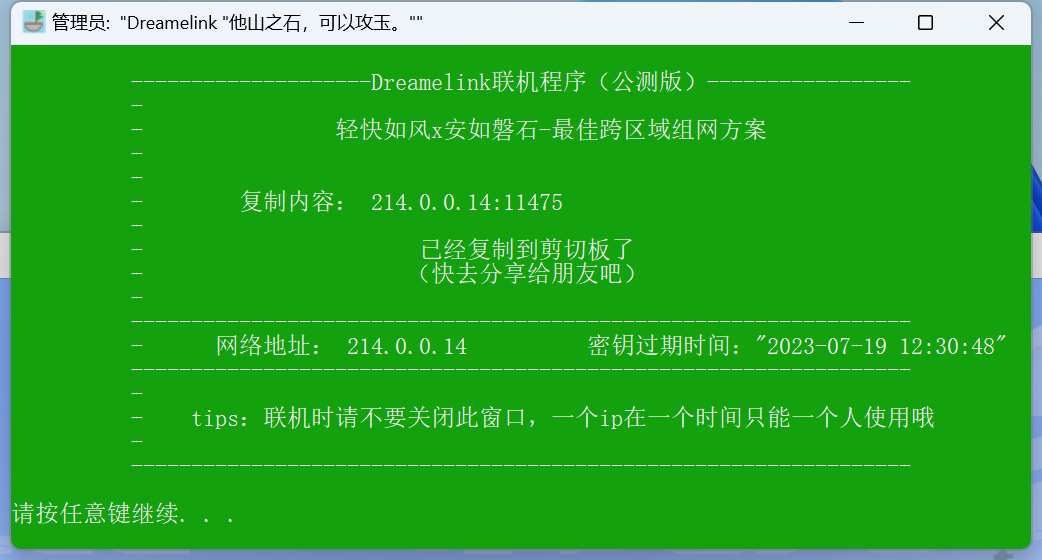 管理员: "Dreamelink "他山之石，可以攻玉。""
--------------------Dreamelink联机程序（公测版）-----------------
-
- 轻快如风x安如磐石-最佳跨区域组网方案
-
-
- 复制内容： 214.0.0.14:11475
-
- 已经复制到剪切板了
- （快去分享给朋友吧）
-
-----------------------------------------------------------------
- 网络地址： 214.0.0.14 密钥过期时间："2023-07-19 12:30:48"
-----------------------------------------------------------------
-
- tips：联机时请不要关闭此窗口，一个ip在一个时间只能一个人使用哦
-
-----------------------------------------------------------------
请按任意键继续. . .